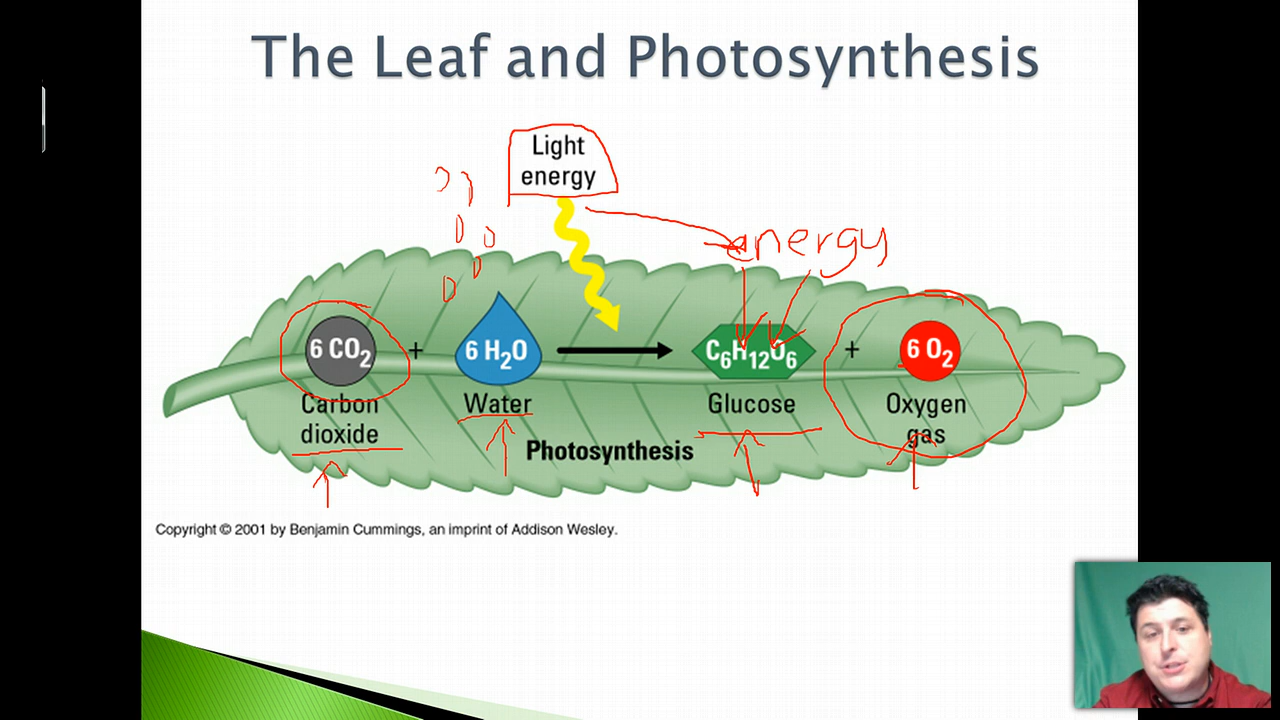 The Leaf and Photosynthesis
Light
energy
energy
6 CO₂ + 6 H₂O → C₆H₁₂O₆ + 6 O₂
Carbon
dioxide
Water
Glucose
Oxygen
gas
Photosynthesis
Copyright © 2001 by Benjamin Cummings, an imprint of Addison Wesley.